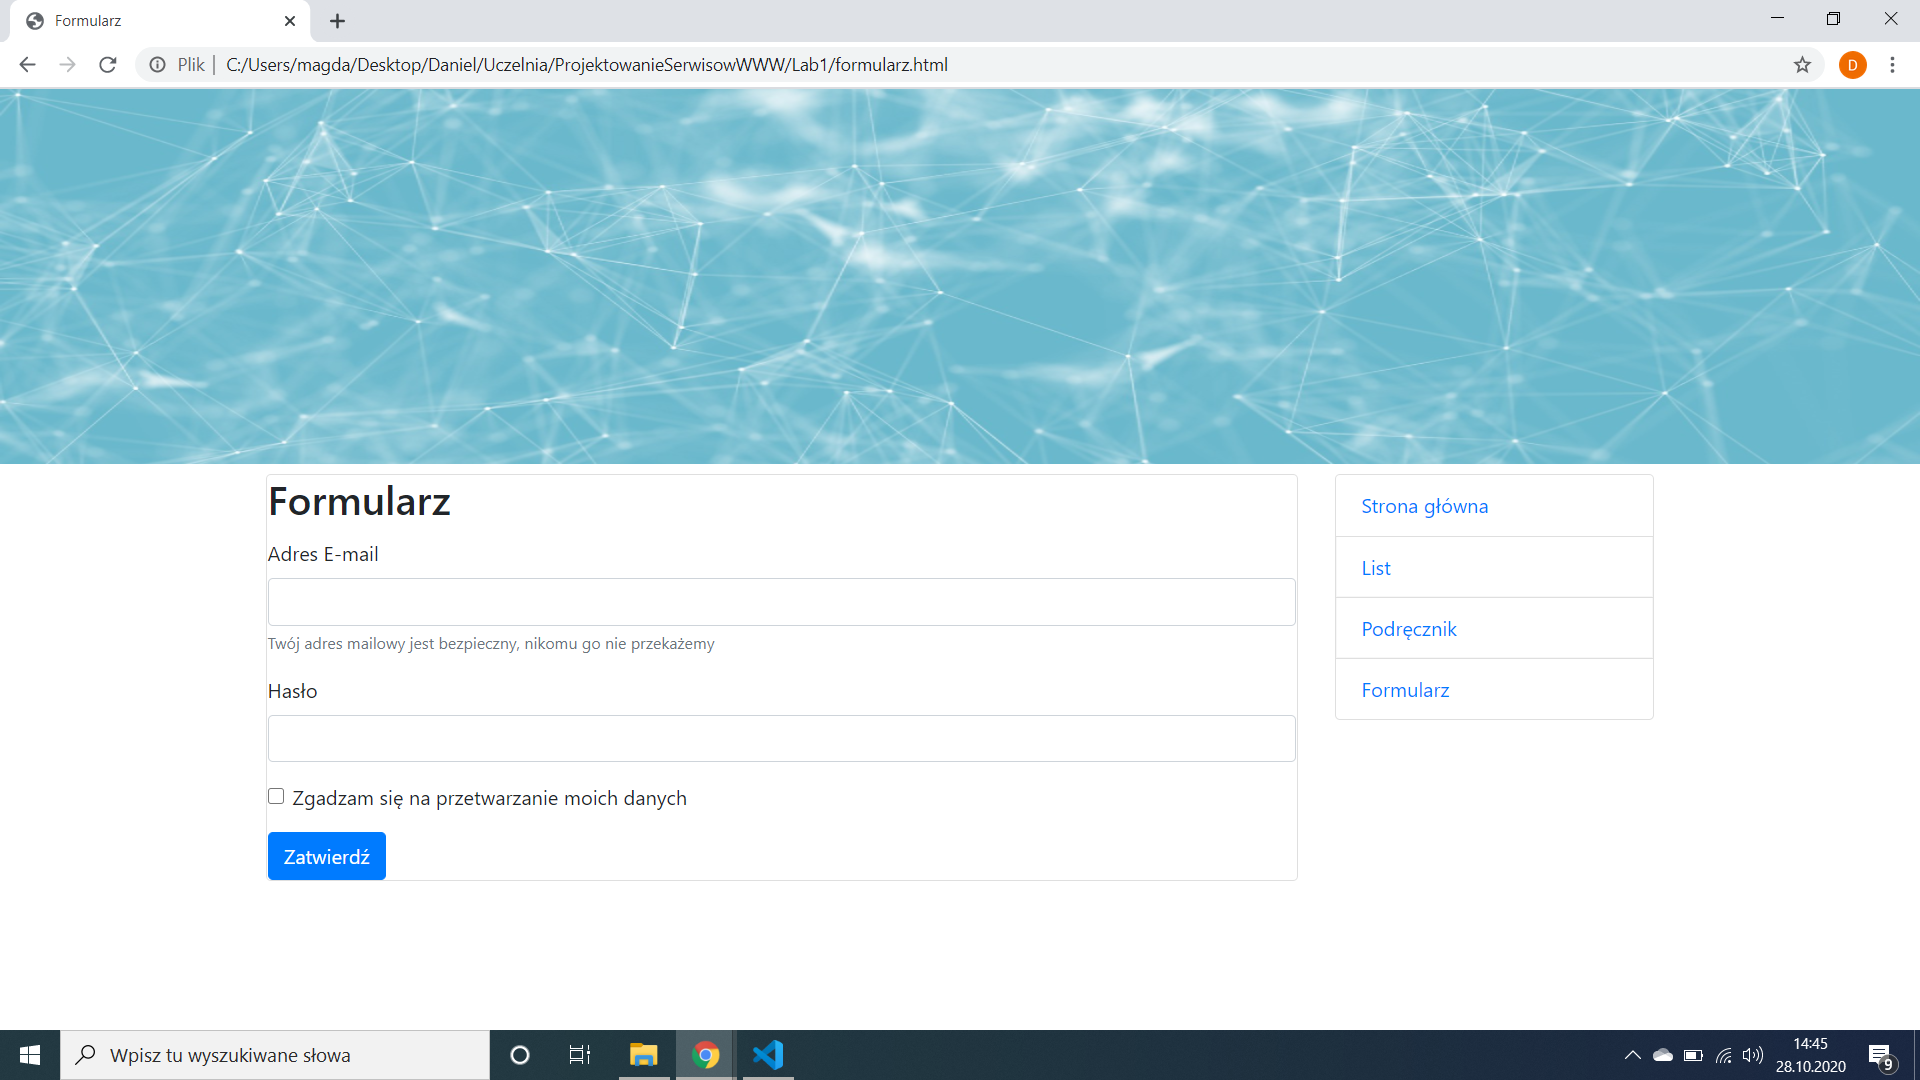 Formularz
Plik | C:/Users/magda/Desktop/Daniel/Uczelnia/ProjektowanieSerwisowWWW/Lab1/formularz.html
D
Formularz
Adres E-mail
Twój adres mailowy jest bezpieczny, nikomu go nie przekażemy
Hasło
Zgadzam się na przetwarzanie moich danych
Zatwierdź
Strona główna
List
Podręcznik
Formularz
Wpisz tu wyszukiwane słowa
14:45
28.10.2020
9